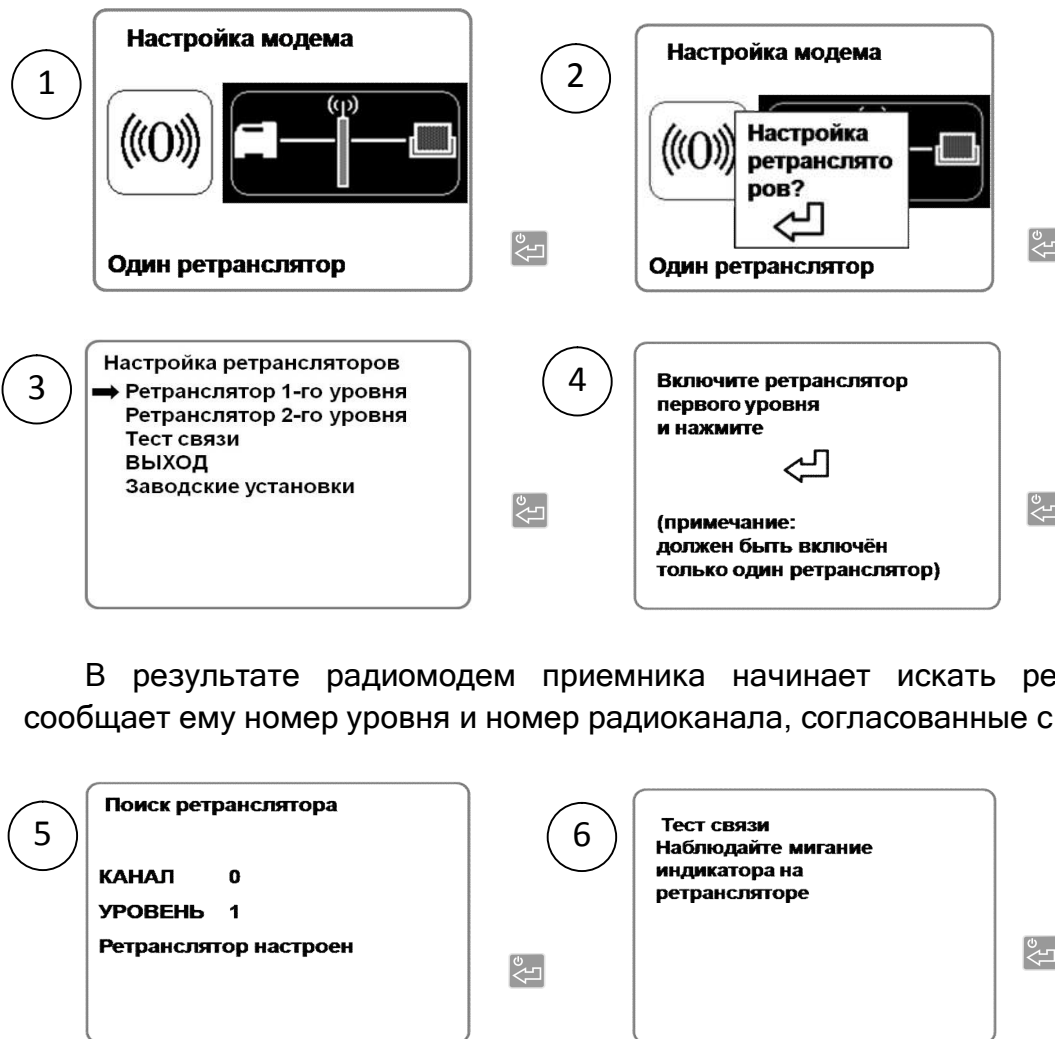 1
Настройка модема
((( 0 )))
Один ретранслятор
2
Настройка модема
Настройка
ретранслято
ров?
Один ретранслятор
3
Настройка ретрансляторов
Ретранслятор 1-го уровня
Ретранслятор 2-го уровня
Тест связи
ВЫХОД
Заводские установки
4
Включите ретранслятор
первого уровня
и нажмите
(примечание:
должен быть включён
только один ретранслятор)
В результате радиомодем приемника начинает искать ре
сообщает ему номер уровня и номер радиоканала, согласованные с
5
Поиск ретранслятора
КАНАЛ 0
УРОВЕНЬ 1
Ретранслятор настроен
6
Тест связи
Наблюдайте мигание
индикатора на
ретрансляторе